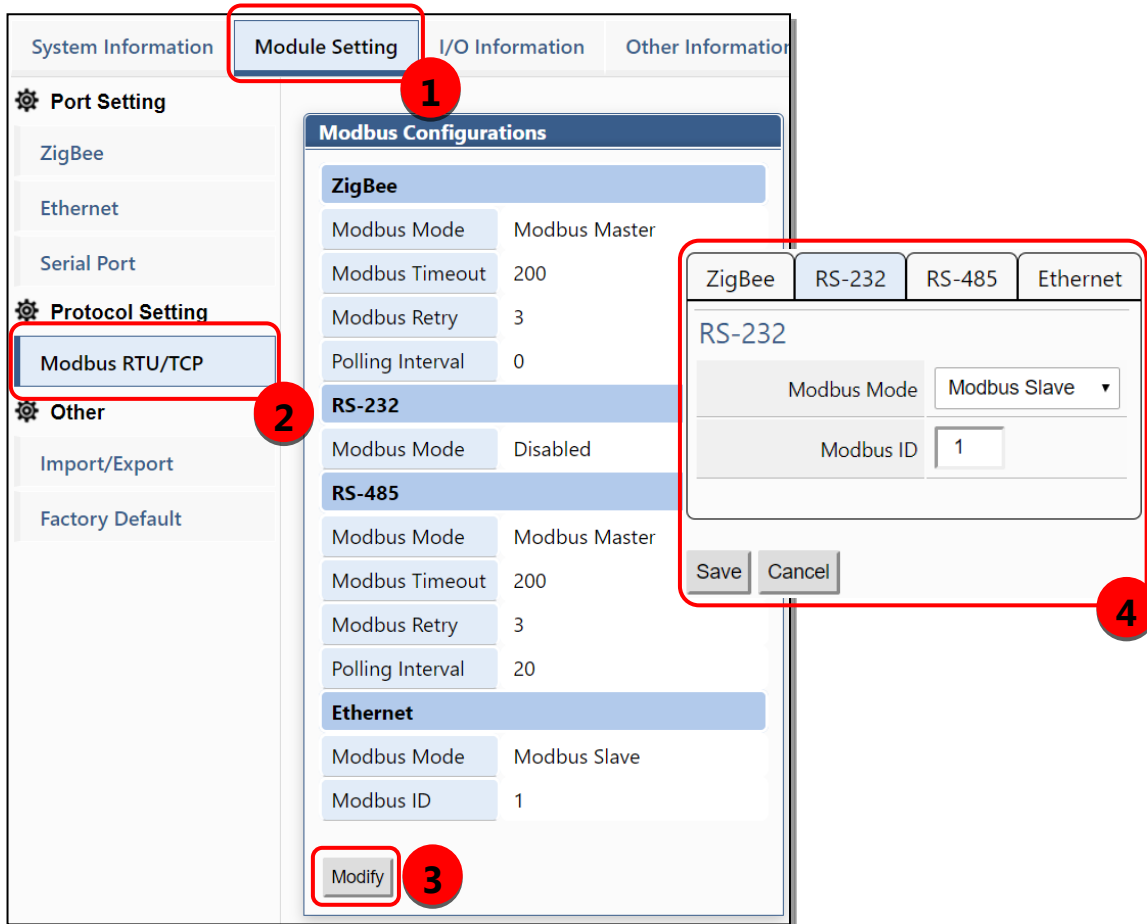 System Information Module Setting I/O Information Other Information
1
Port Setting
ZigBee
Ethernet
Serial Port
Protocol Setting
Modbus RTU/TCP
2
Other
Import/Export
Factory Default
Modbus Configurations
ZigBee
Modbus Mode Modbus Master
Modbus Timeout 200
Modbus Retry 3
Polling Interval 0
RS-232
Modbus Mode Disabled
RS-485
Modbus Mode Modbus Master
Modbus Timeout 200
Modbus Retry 3
Polling Interval 20
Ethernet
Modbus Mode Modbus Slave
Modbus ID 1
Modify 3
ZigBee RS-232 RS-485 Ethernet
RS-232
Modbus Mode Modbus Slave
Modbus ID 1
Save Cancel
4